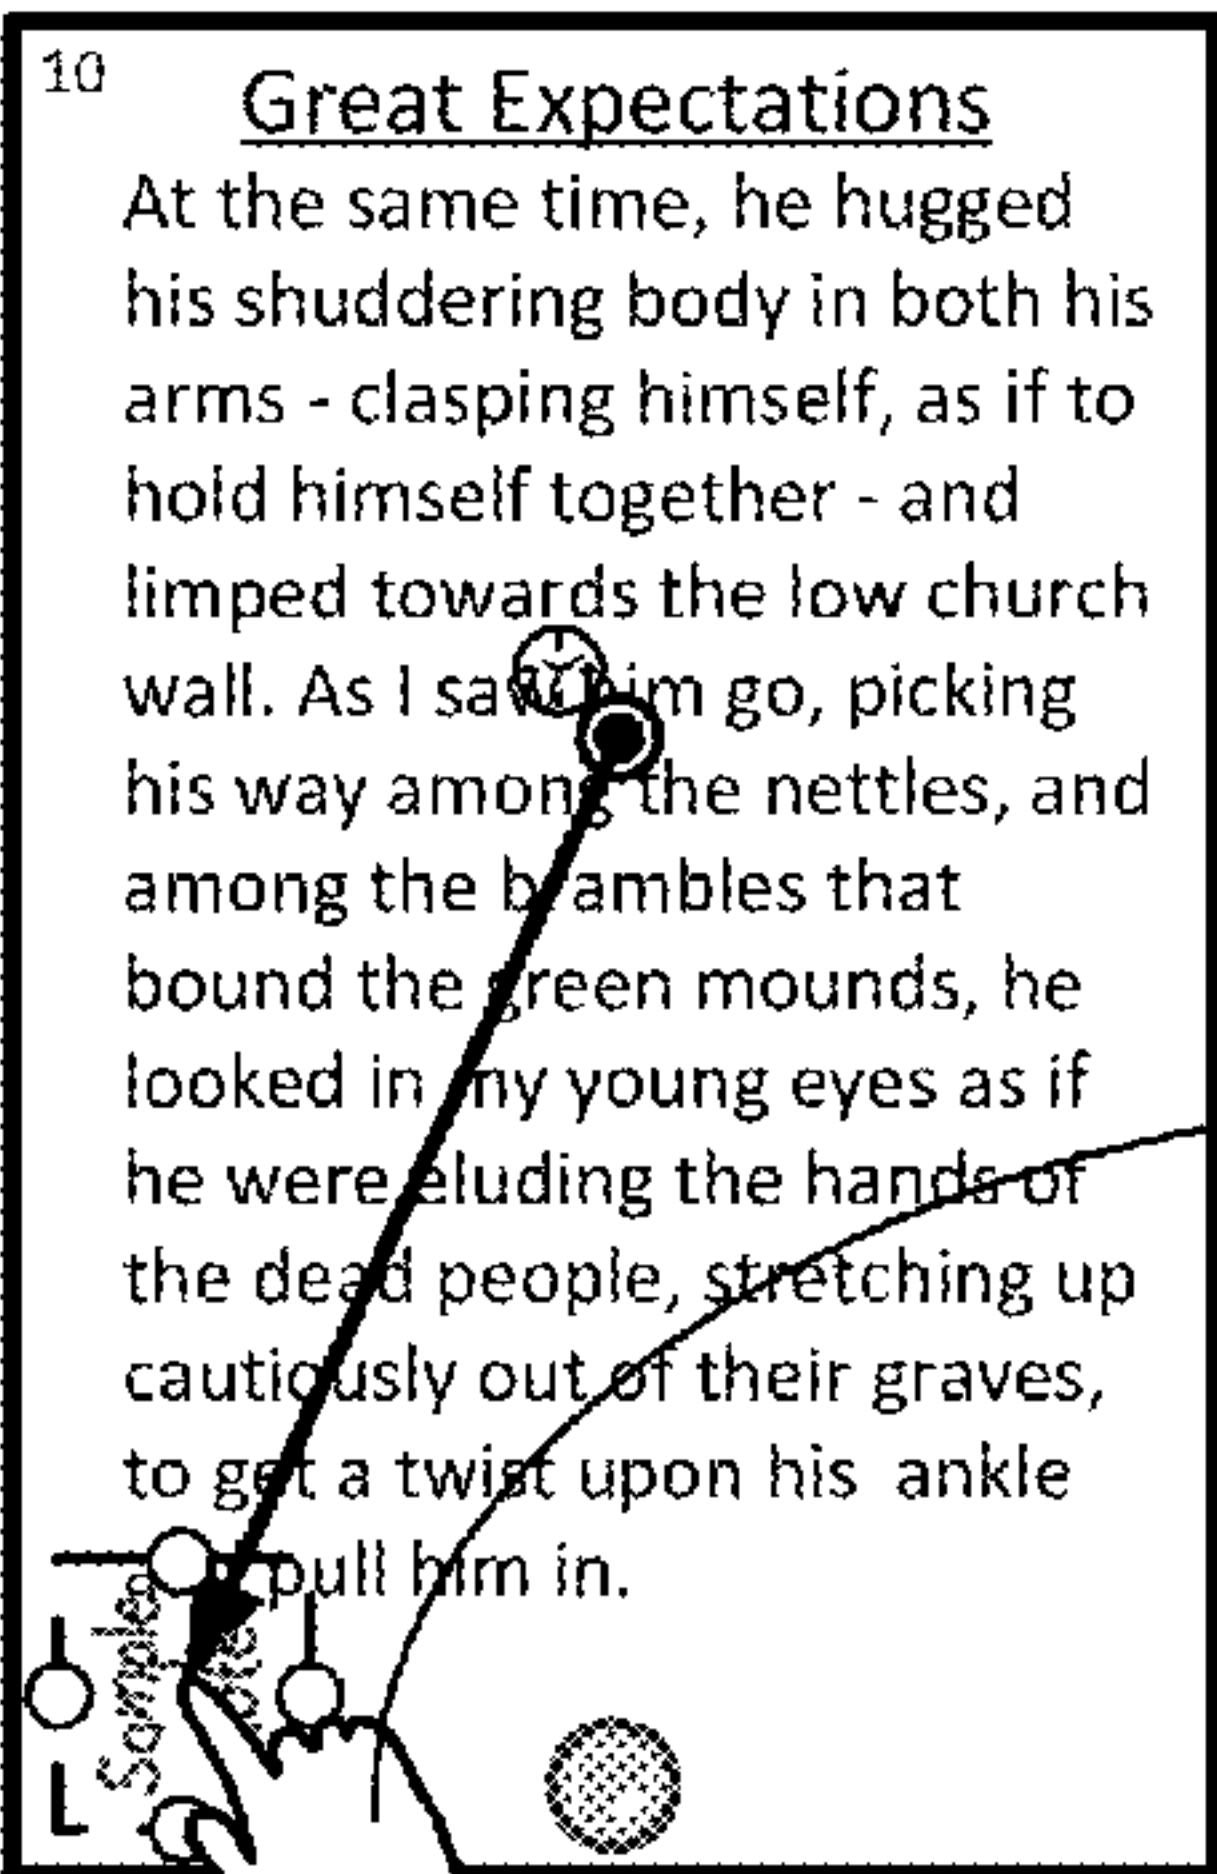 10
Great Expectations
At the same time, he hugged
his shuddering body in both his
arms - clasping himself, as if to
hold himself together - and
limped towards the low church
wall. As I saw him go, picking
his way among the nettles, and
among the brambles that
bound the green mounds, he
looked in my young eyes as if
he were eluding the hands of
the dead people, stretching up
cautiously out of their graves,
to get a twist upon his ankle
pull him in.
Sample